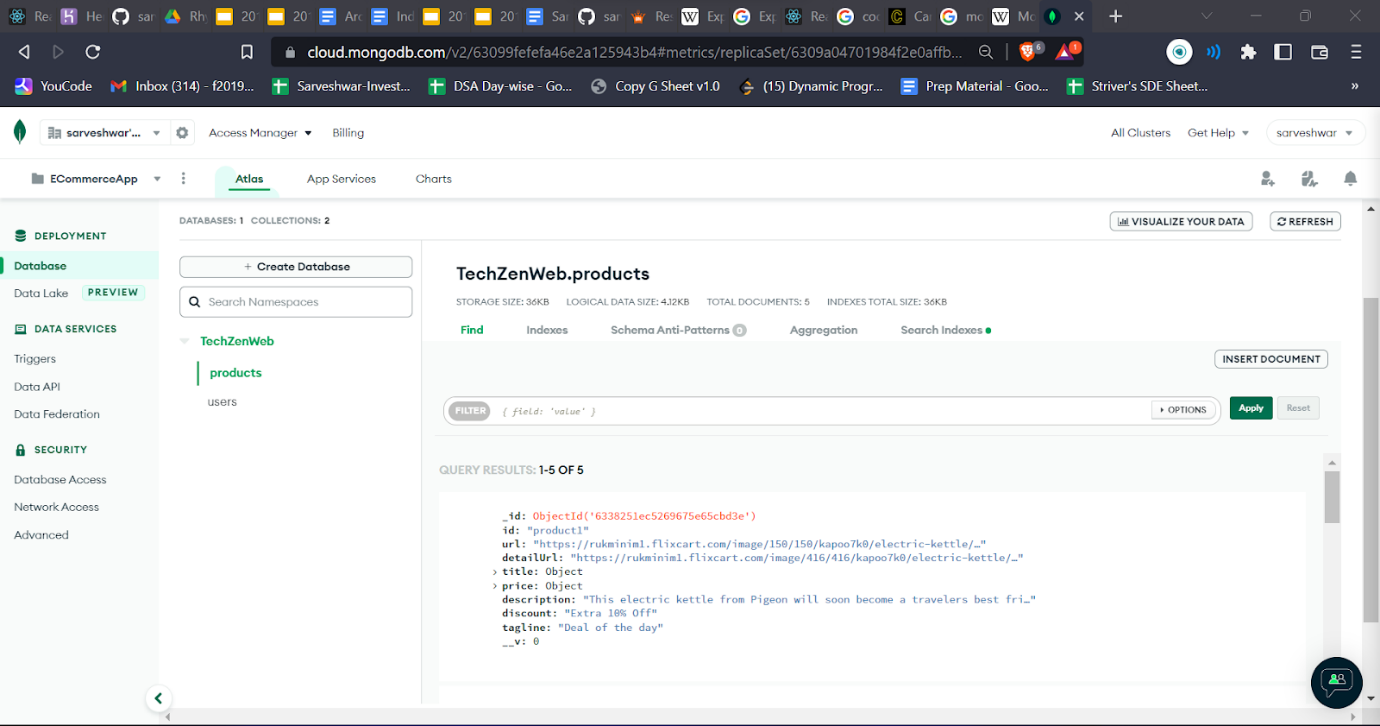 Rea He sar Rhy 20 20 Arc Ind 20 20 Sar sar Res Exp Exp Rea coo Car mo Mo
cloud.mongodb.com/v2/63099fefefa46e2a125943b4#metrics/replicaSet/6309a04701984f2e0affb... 6 1
YouCode Inbox (314) - f2019... Sarveshwar-Invest... DSA Day-wise - Go... Copy G Sheet v1.0 (15) Dynamic Progr... Prep Material - Goo... Striver's SDE Sheet... »
sarveshwar'... Access Manager Billing All Clusters Get Help sarveshwar
ECommerceApp Atlas App Services Charts
DEPLOYMENT
Database
Data Lake PREVIEW
DATA SERVICES
Triggers
Data API
Data Federation
SECURITY
Database Access
Network Access
Advanced
DATABASES: 1 COLLECTIONS: 2
VISUALIZE YOUR DATA REFRESH
+ Create Database
Search Namespaces
TechZenWeb
products
users
TechZenWeb.products
STORAGE SIZE: 36KB LOGICAL DATA SIZE: 4.12KB TOTAL DOCUMENTS: 5 INDEXES TOTAL SIZE: 36KB
Find Indexes Schema Anti-Patterns 0 Aggregation Search Indexes
INSERT DOCUMENT
FILTER { field: 'value' } OPTIONS Apply Reset
QUERY RESULTS: 1-5 OF 5
_id: ObjectId('6338251ec5269675e65cbd3e')
id: "product1"
url: "https://rukminim1.flixcart.com/image/150/150/kapoo7k0/electric-kettle/…"
detailUrl: "https://rukminim1.flixcart.com/image/416/416/kapoo7k0/electric-kettle/…"
title: Object
price: Object
description: "This electric kettle from Pigeon will soon become a travelers best fri…"
discount: "Extra 10% Off"
tagline: "Deal of the day"
__v: 0